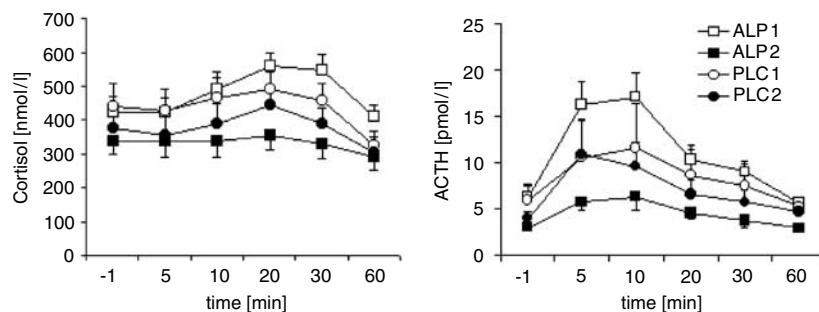 Cortisol [nmol/l]
700
600
500
400
300
200
100
0
-1 5 10 20 30 60
time [min]
ACTH [pmol/l]
25
20
15
10
5
0
-1 5 10 20 30 60
time [min]
ALP1
ALP2
PLC1
PLC2